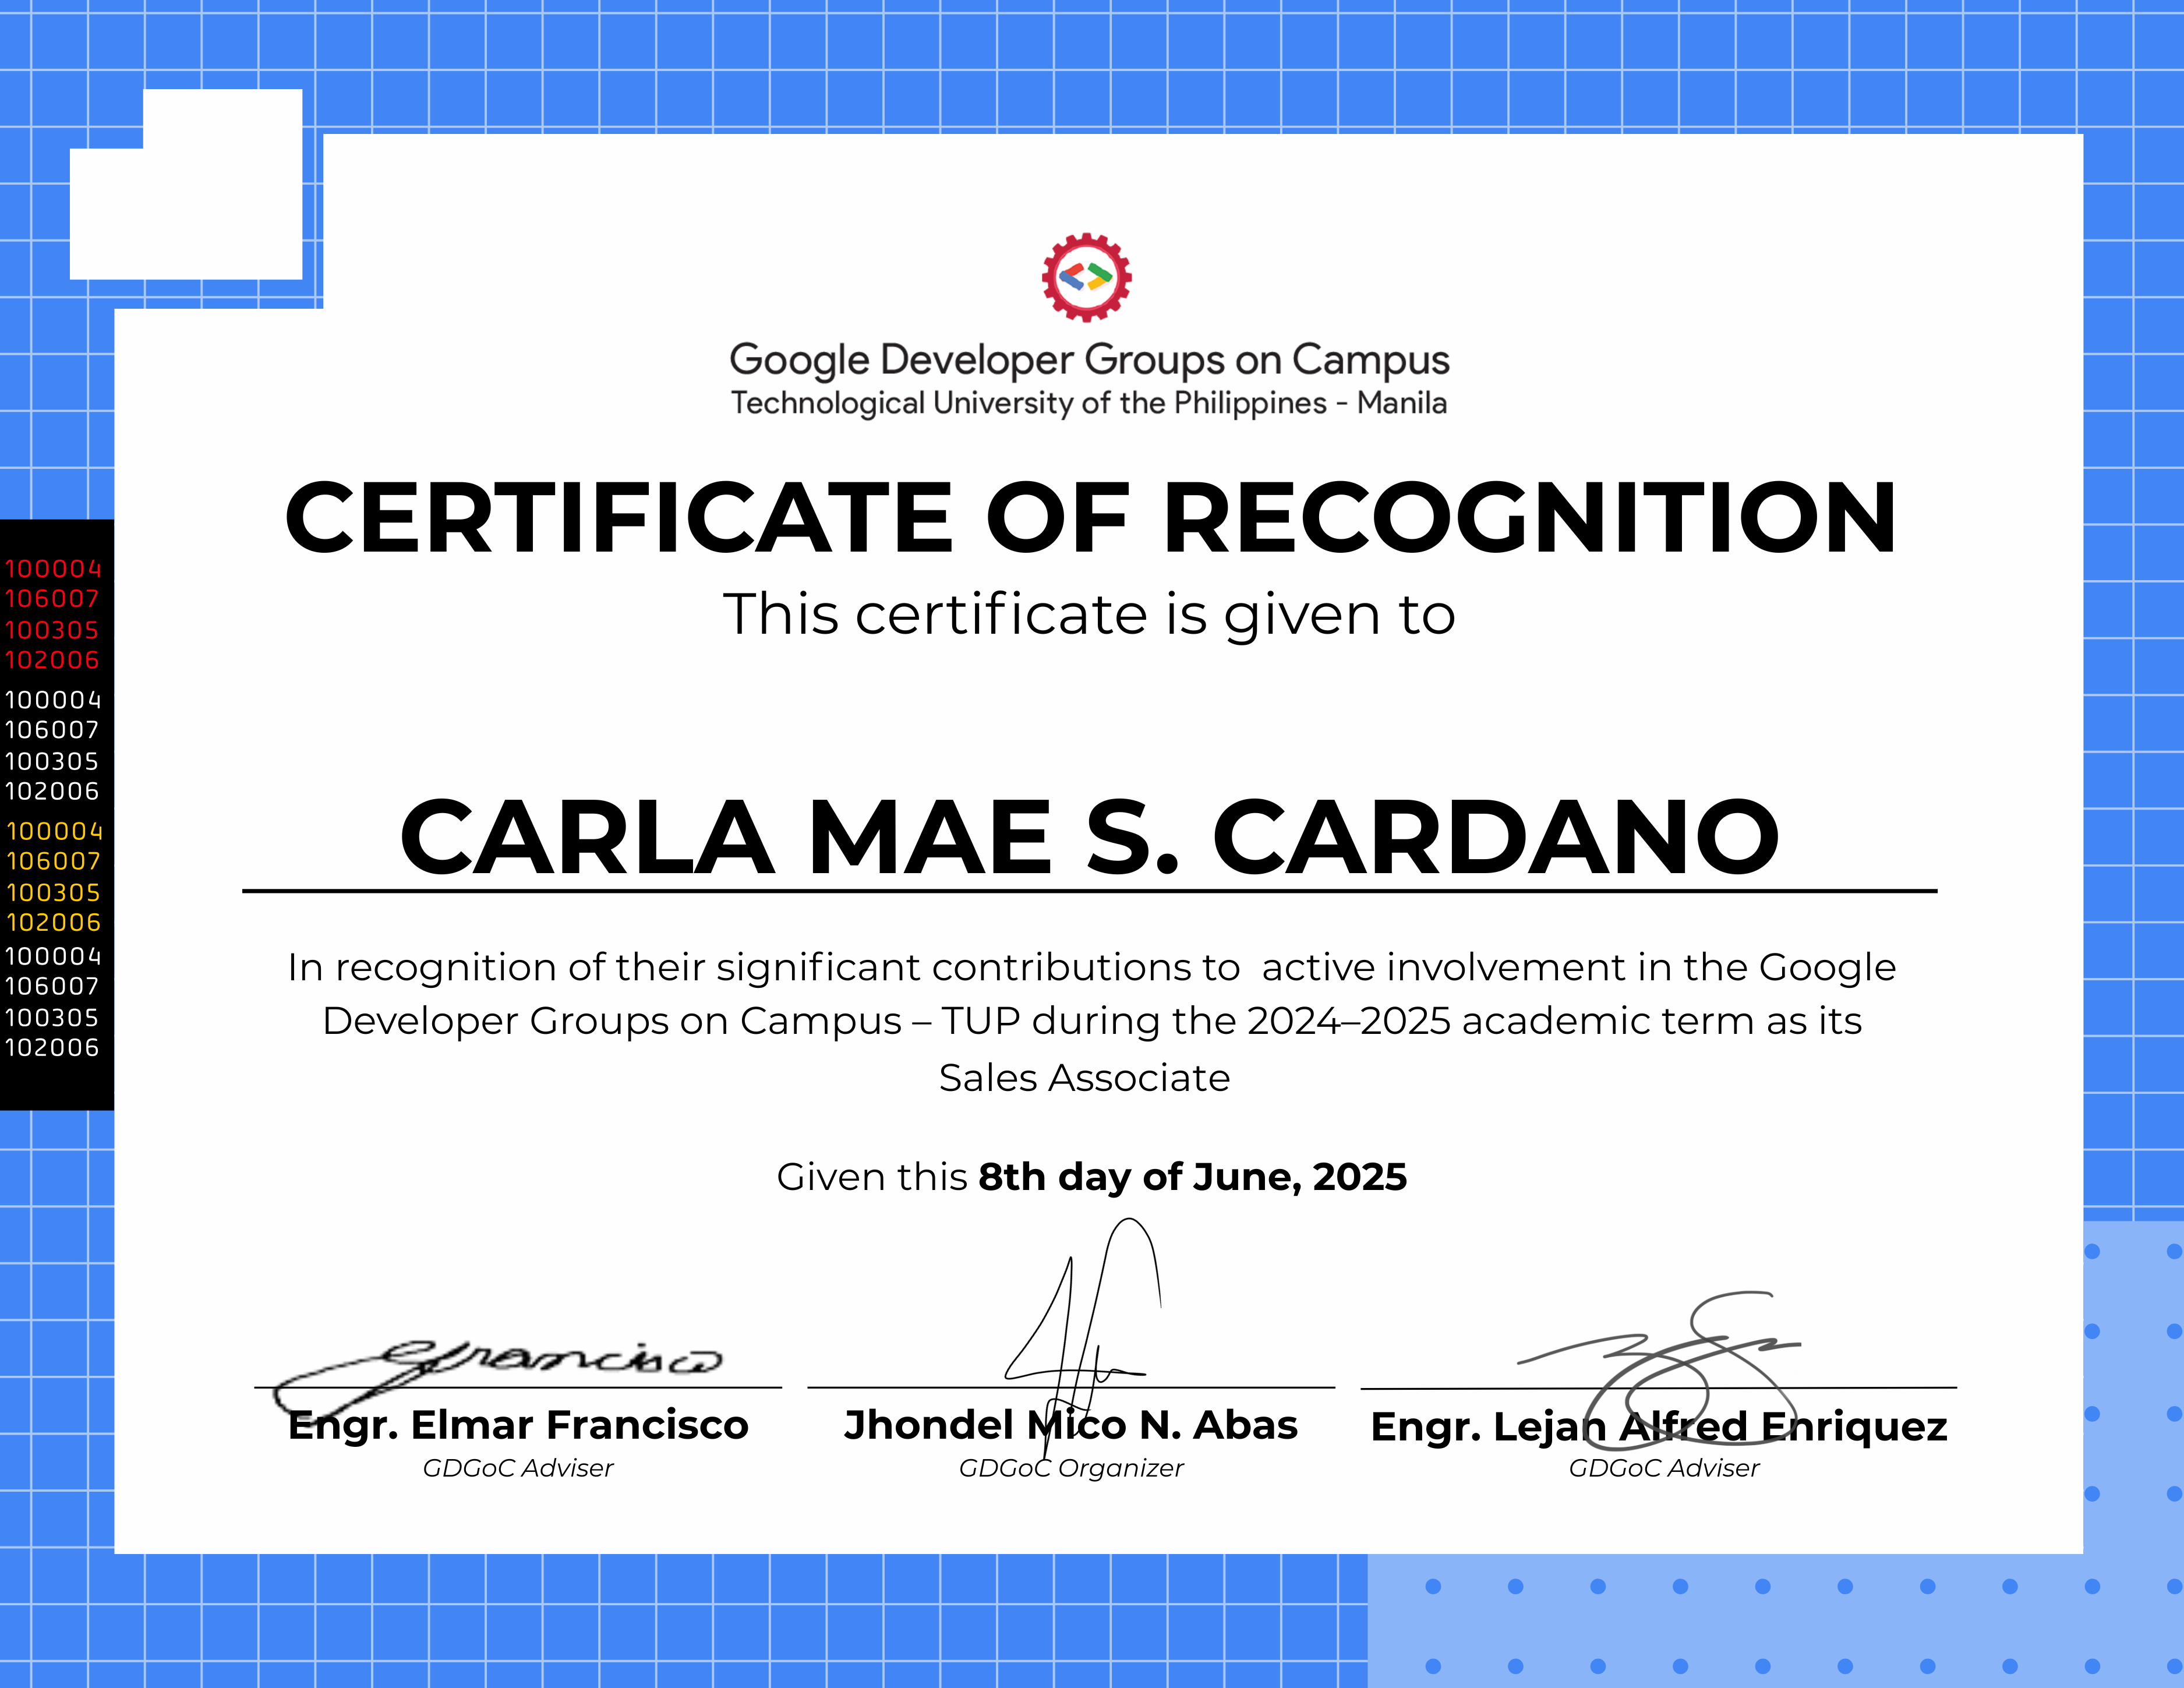 Google Developer Groups on Campus
Technological University of the Philippines - Manila
CERTIFICATE OF RECOGNITION
This certificate is given to
100004
106007
100305
102006
100004
106007
100305
102006
100004
106007
100305
102006
100004
106007
100305
102006
CARLA MAE S. CARDANO
In recognition of their significant contributions to  active involvement in the Google
Developer Groups on Campus – TUP during the 2024–2025 academic term as its
Sales Associate
Given this 8th day of June, 2025
Francisco
Engr. Elmar Francisco
GDGoC Adviser
Jhondel Mico N. Abas
GDGoC Organizer
Engr. Lejan Alfred Enriquez
GDGoC Adviser